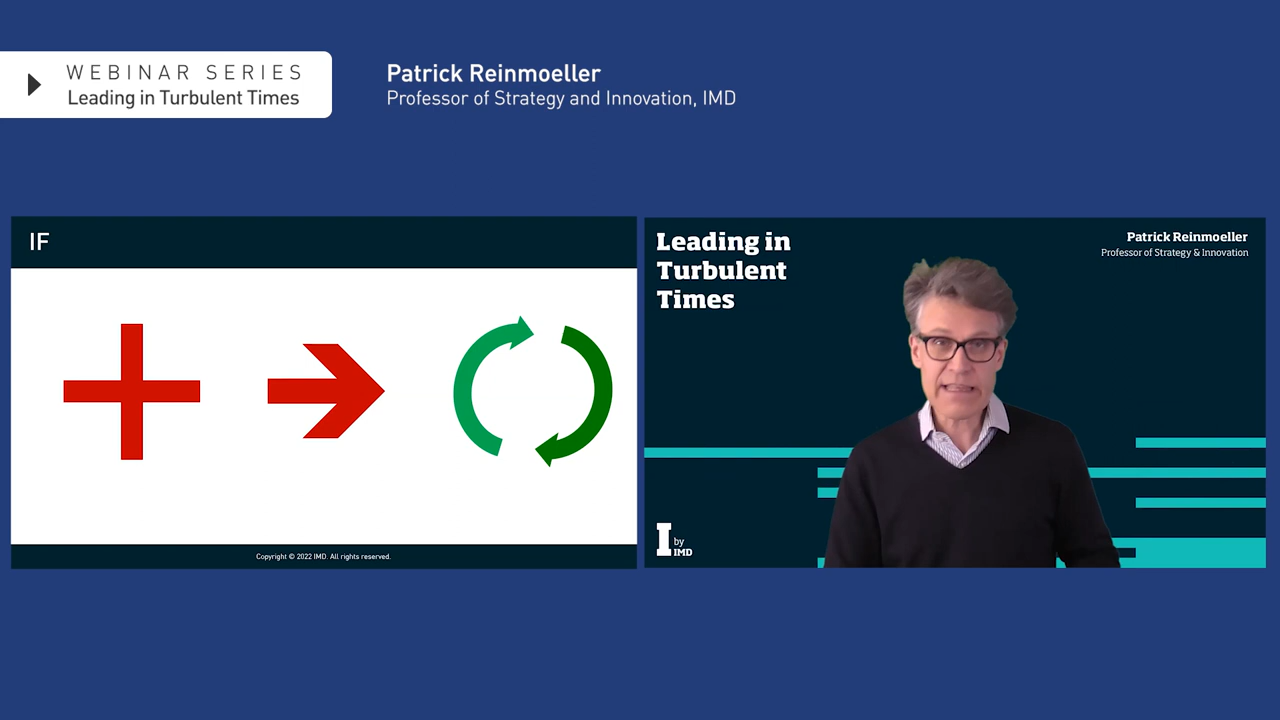 WEBINAR SERIES
Leading in Turbulent Times
Patrick Reinmoeller
Professor of Strategy and Innovation, IMD
IF
Copyright © 2022 IMD. All rights reserved.
Leading in
Turbulent
Times
Patrick Reinmoeller
Professor of Strategy & Innovation
I by
IMD